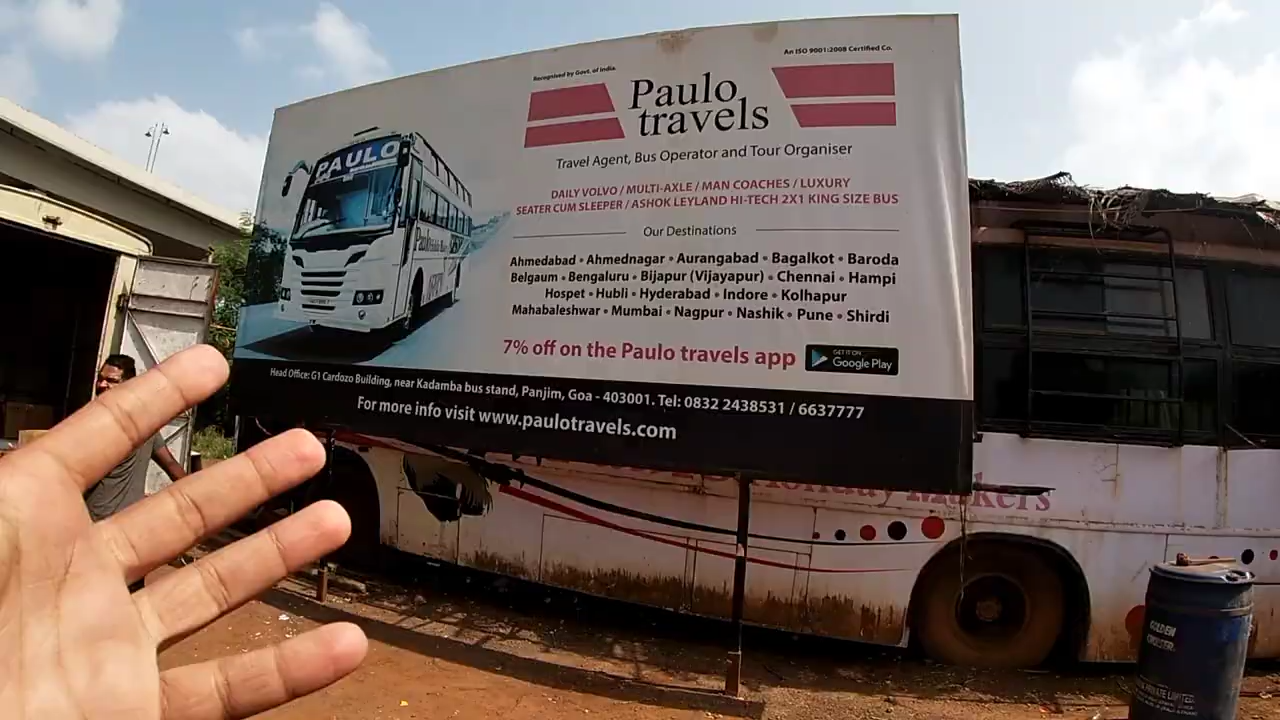 Recognised by Govt. of India.
An ISO 9001:2008 Certified Co.
Paulo
travels
Travel Agent, Bus Operator and Tour Organiser
DAILY VOLVO / MULTI-AXLE / MAN COACHES / LUXURY
SEATER CUM SLEEPER / ASHOK LEYLAND HI-TECH 2X1 KING SIZE BUS
Our Destinations
Ahmedabad • Ahmednagar • Aurangabad • Bagalkot • Baroda
Belgaum • Bengaluru • Bijapur (Vijayapur) • Chennai • Hampi
Hospet • Hubli • Hyderabad • Indore • Kolhapur
Mahabaleshwar • Mumbai • Nagpur • Nashik • Pune • Shirdi
7% off on the Paulo travels app
GET IT ON
Google Play
Head Office: G1 Cardozo Building, near Kadamba bus stand, Panjim, Goa - 403001. Tel: 0832 2438531 / 6637777
For more info visit www.paulotravels.com
PAULO
Paulo
Holiday Makers
GOLDEN
PRIVATE LIMITED